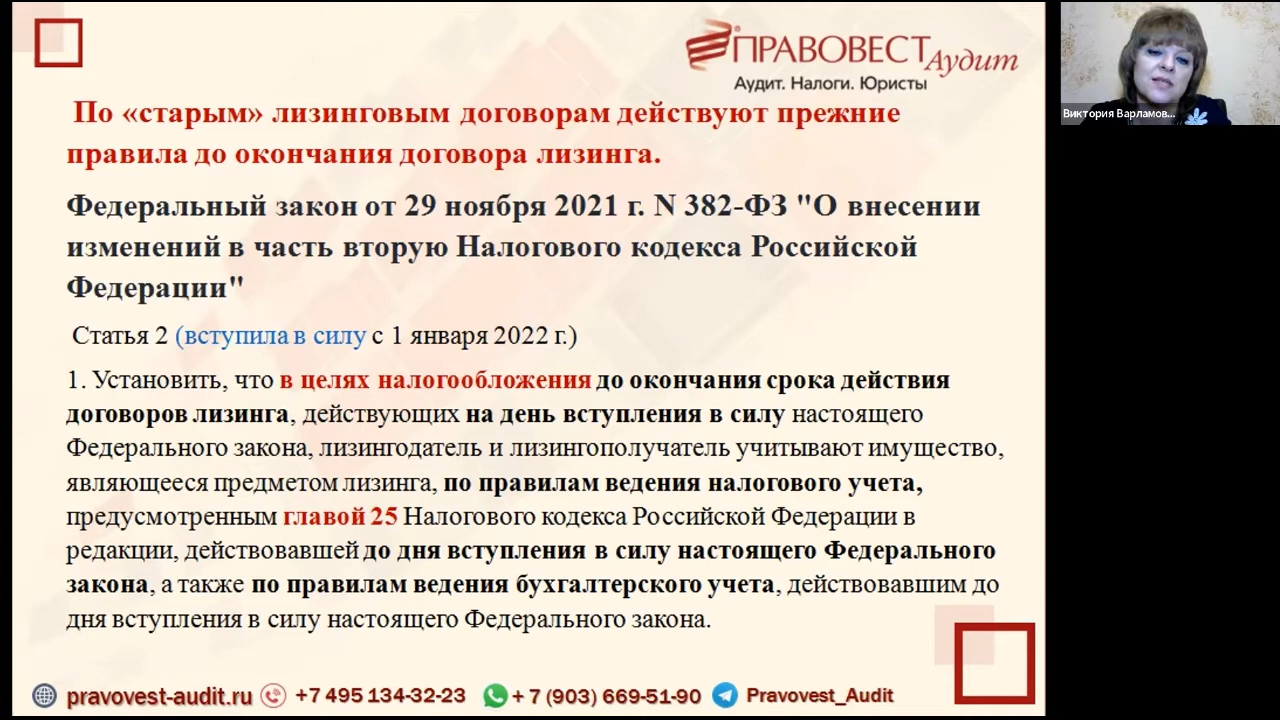 ПРАВОВЕСТ Аудит
Аудит. Налоги. Юристы
По «старым» лизинговым договорам действуют прежние
правила до окончания договора лизинга.
Федеральный закон от 29 ноября 2021 г. N 382-ФЗ "О внесении
изменений в часть вторую Налогового кодекса Российской
Федерации"
Статья 2 (вступила в силу с 1 января 2022 г.)
1. Установить, что в целях налогообложения до окончания срока действия
договоров лизинга, действующих на день вступления в силу настоящего
Федерального закона, лизингодатель и лизингополучатель учитывают имущество,
являющееся предметом лизинга, по правилам ведения налогового учета,
предусмотренным главой 25 Налогового кодекса Российской Федерации в
редакции, действовавшей до дня вступления в силу настоящего Федерального
закона, а также по правилам ведения бухгалтерского учета, действовавшим до
дня вступления в силу настоящего Федерального закона.
pravovest-audit.ru +7 495 134-32-23 + 7 (903) 669-51-90 Pravovest_Audit
Виктория Варламов...